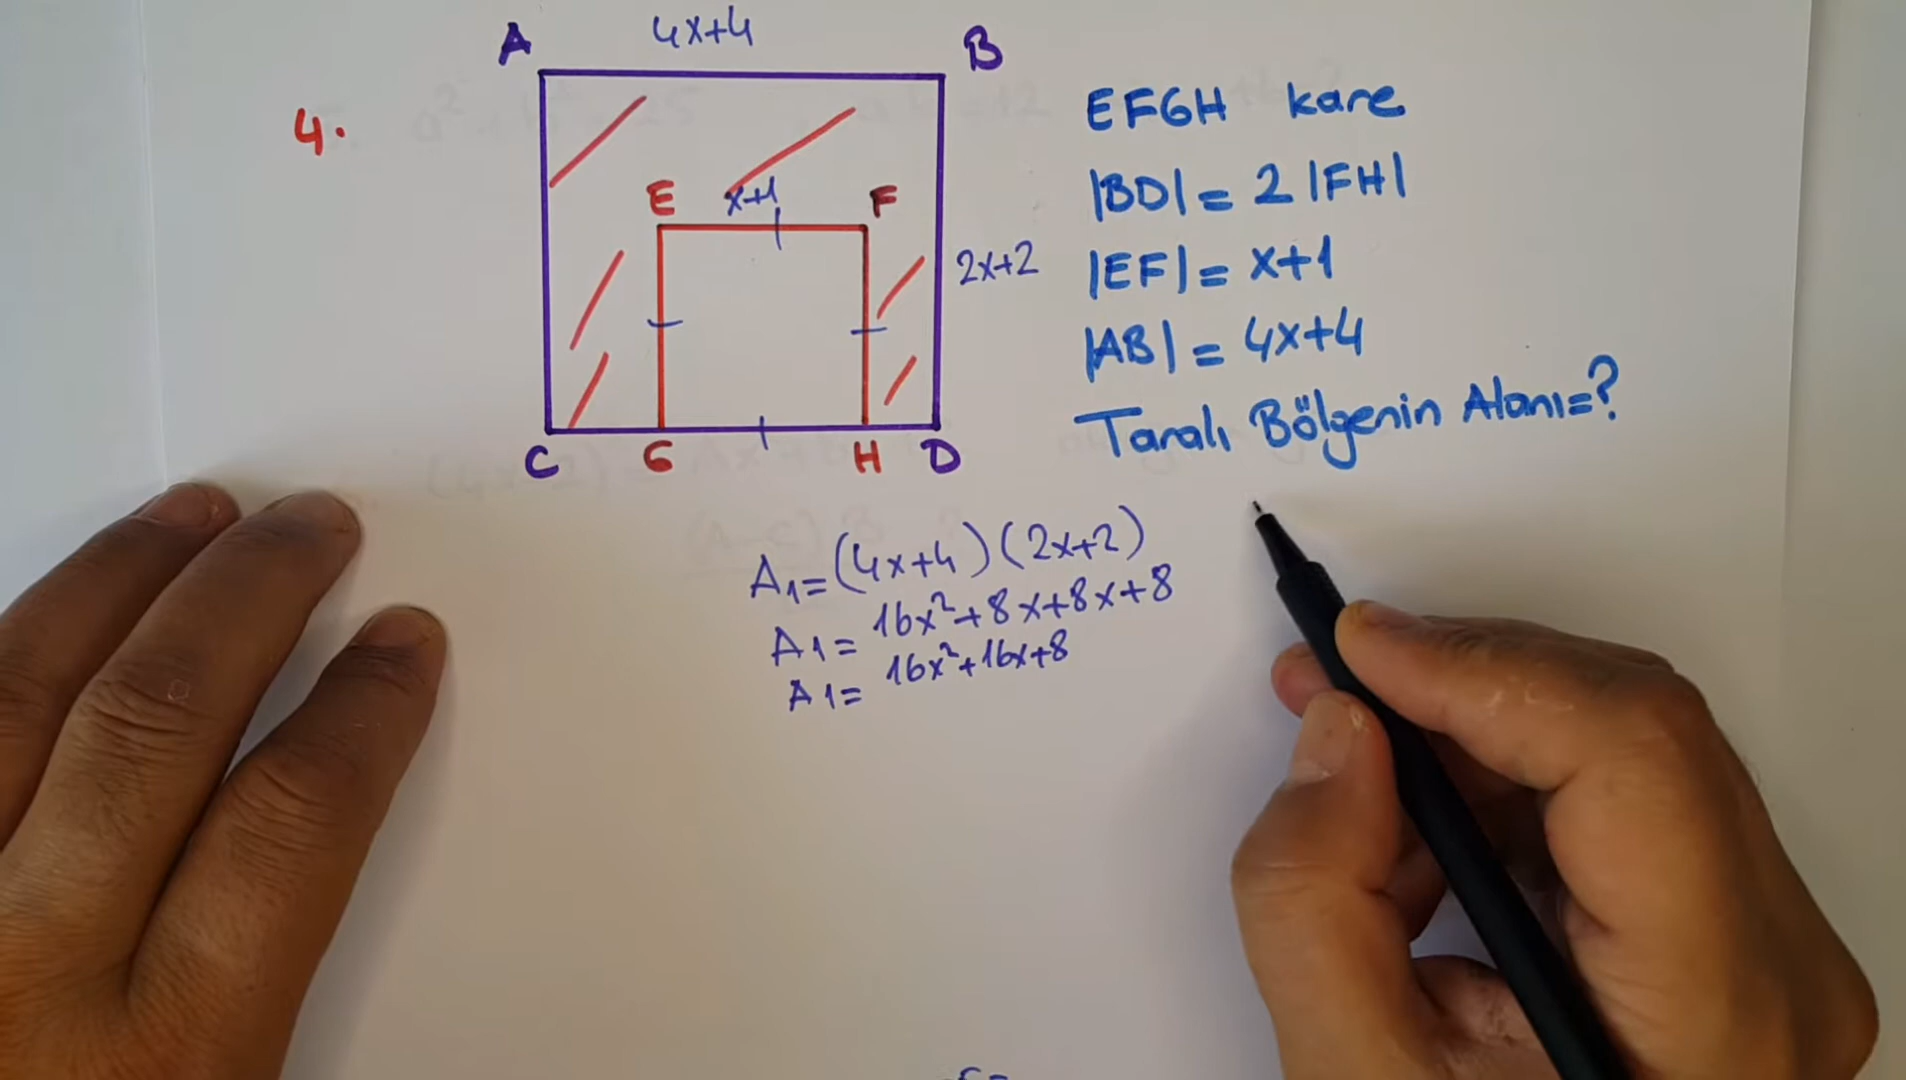 4.
A 4x+4 B
E x+1 F
2x+2
C G H D
EFGH kare
|BD| = 2 |FH|
|EF| = x+1
|AB| = 4x+4
Taralı Bölgenin Alanı=?
A1=(4x+4)(2x+2)
A1= 16x²+8x+8x+8
A1= 16x²+16x+8